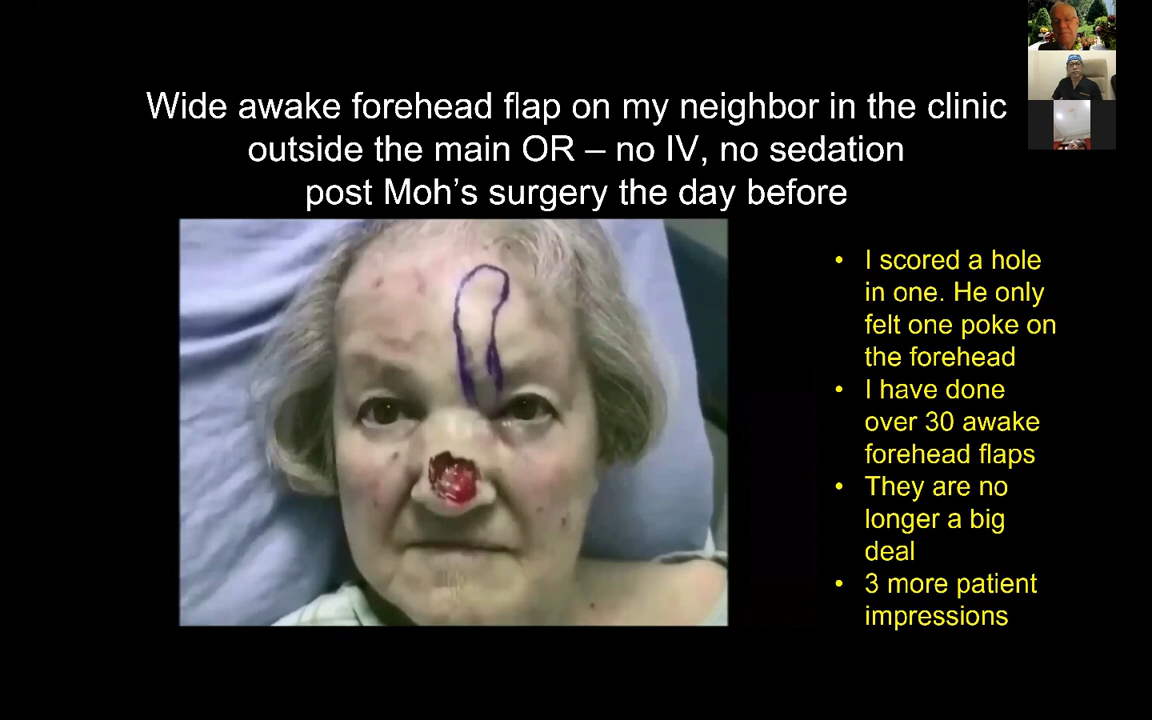 Wide awake forehead flap on my neighbor in the clinic
outside the main OR – no IV, no sedation
post Moh's surgery the day before
• I scored a hole
in one. He only
felt one poke on
the forehead
• I have done
over 30 awake
forehead flaps
• They are no
longer a big
deal
• 3 more patient
impressions